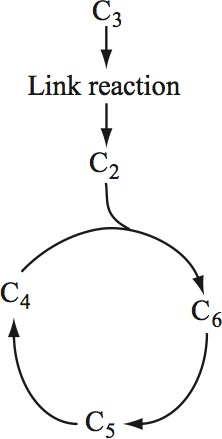 C₃
Link reaction
C₂
C₄
C₆
C₅